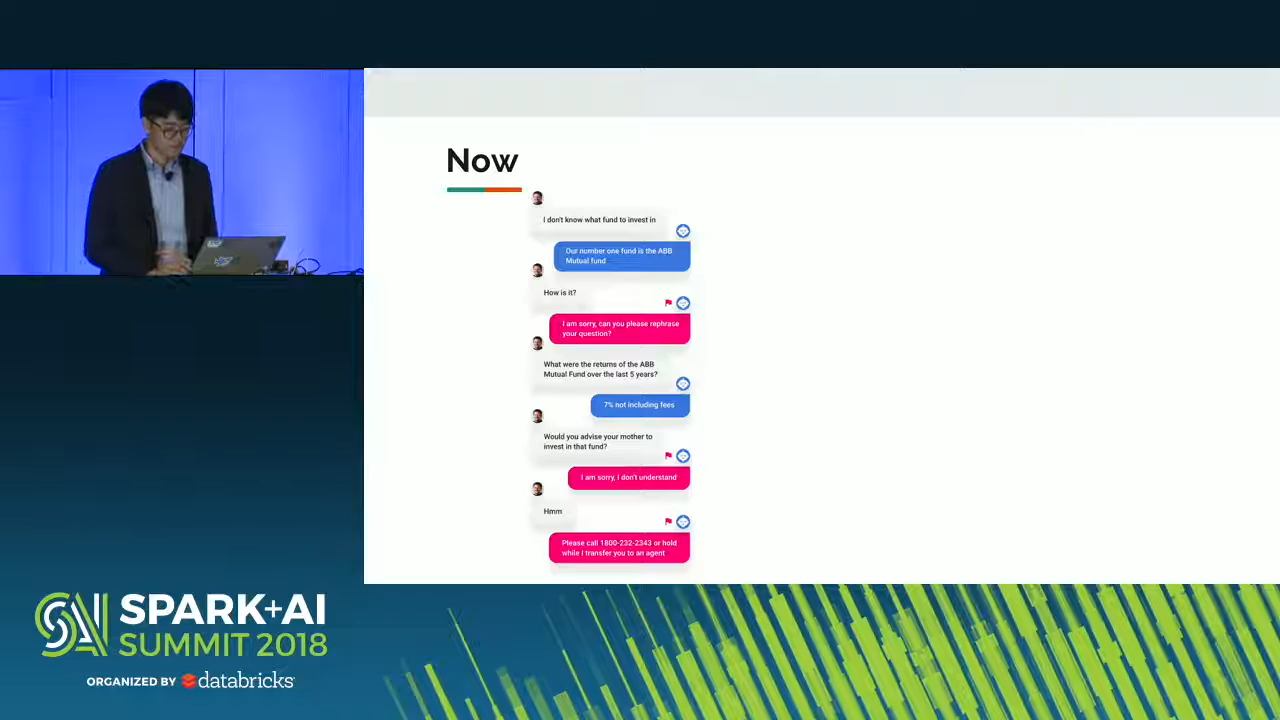 Now
I don't know what fund to invest in
Our number one fund is the ABB
Mutual fund
How is it?
I am sorry, can you please rephrase
your question?
What were the returns of the ABB
Mutual Fund over the last 5 years?
7% not including fees
Would you advise your mother to
invest in that fund?
I am sorry, I don't understand
Hmm
Please call 1800-232-2343 or hold
while I transfer you to an agent
SAI
SPARK+AI
SUMMIT 2018
ORGANIZED BY databricks